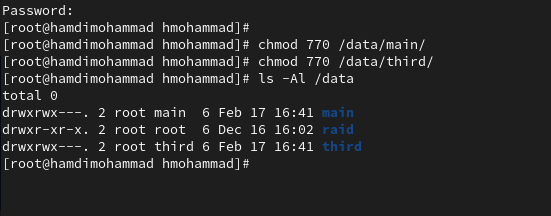 Password:
[root@hamdimohammad hmohammad]#
[root@hamdimohammad hmohammad]# chmod 770 /data/main/
[root@hamdimohammad hmohammad]# chmod 770 /data/third/
[root@hamdimohammad hmohammad]# ls -Al /data
total 0
drwxrwx---. 2 root main  6 Feb 17 16:41 main
drwxr-xr-x. 2 root root  6 Dec 16 16:02 raid
drwxrwx---. 2 root third 6 Feb 17 16:41 third
[root@hamdimohammad hmohammad]#